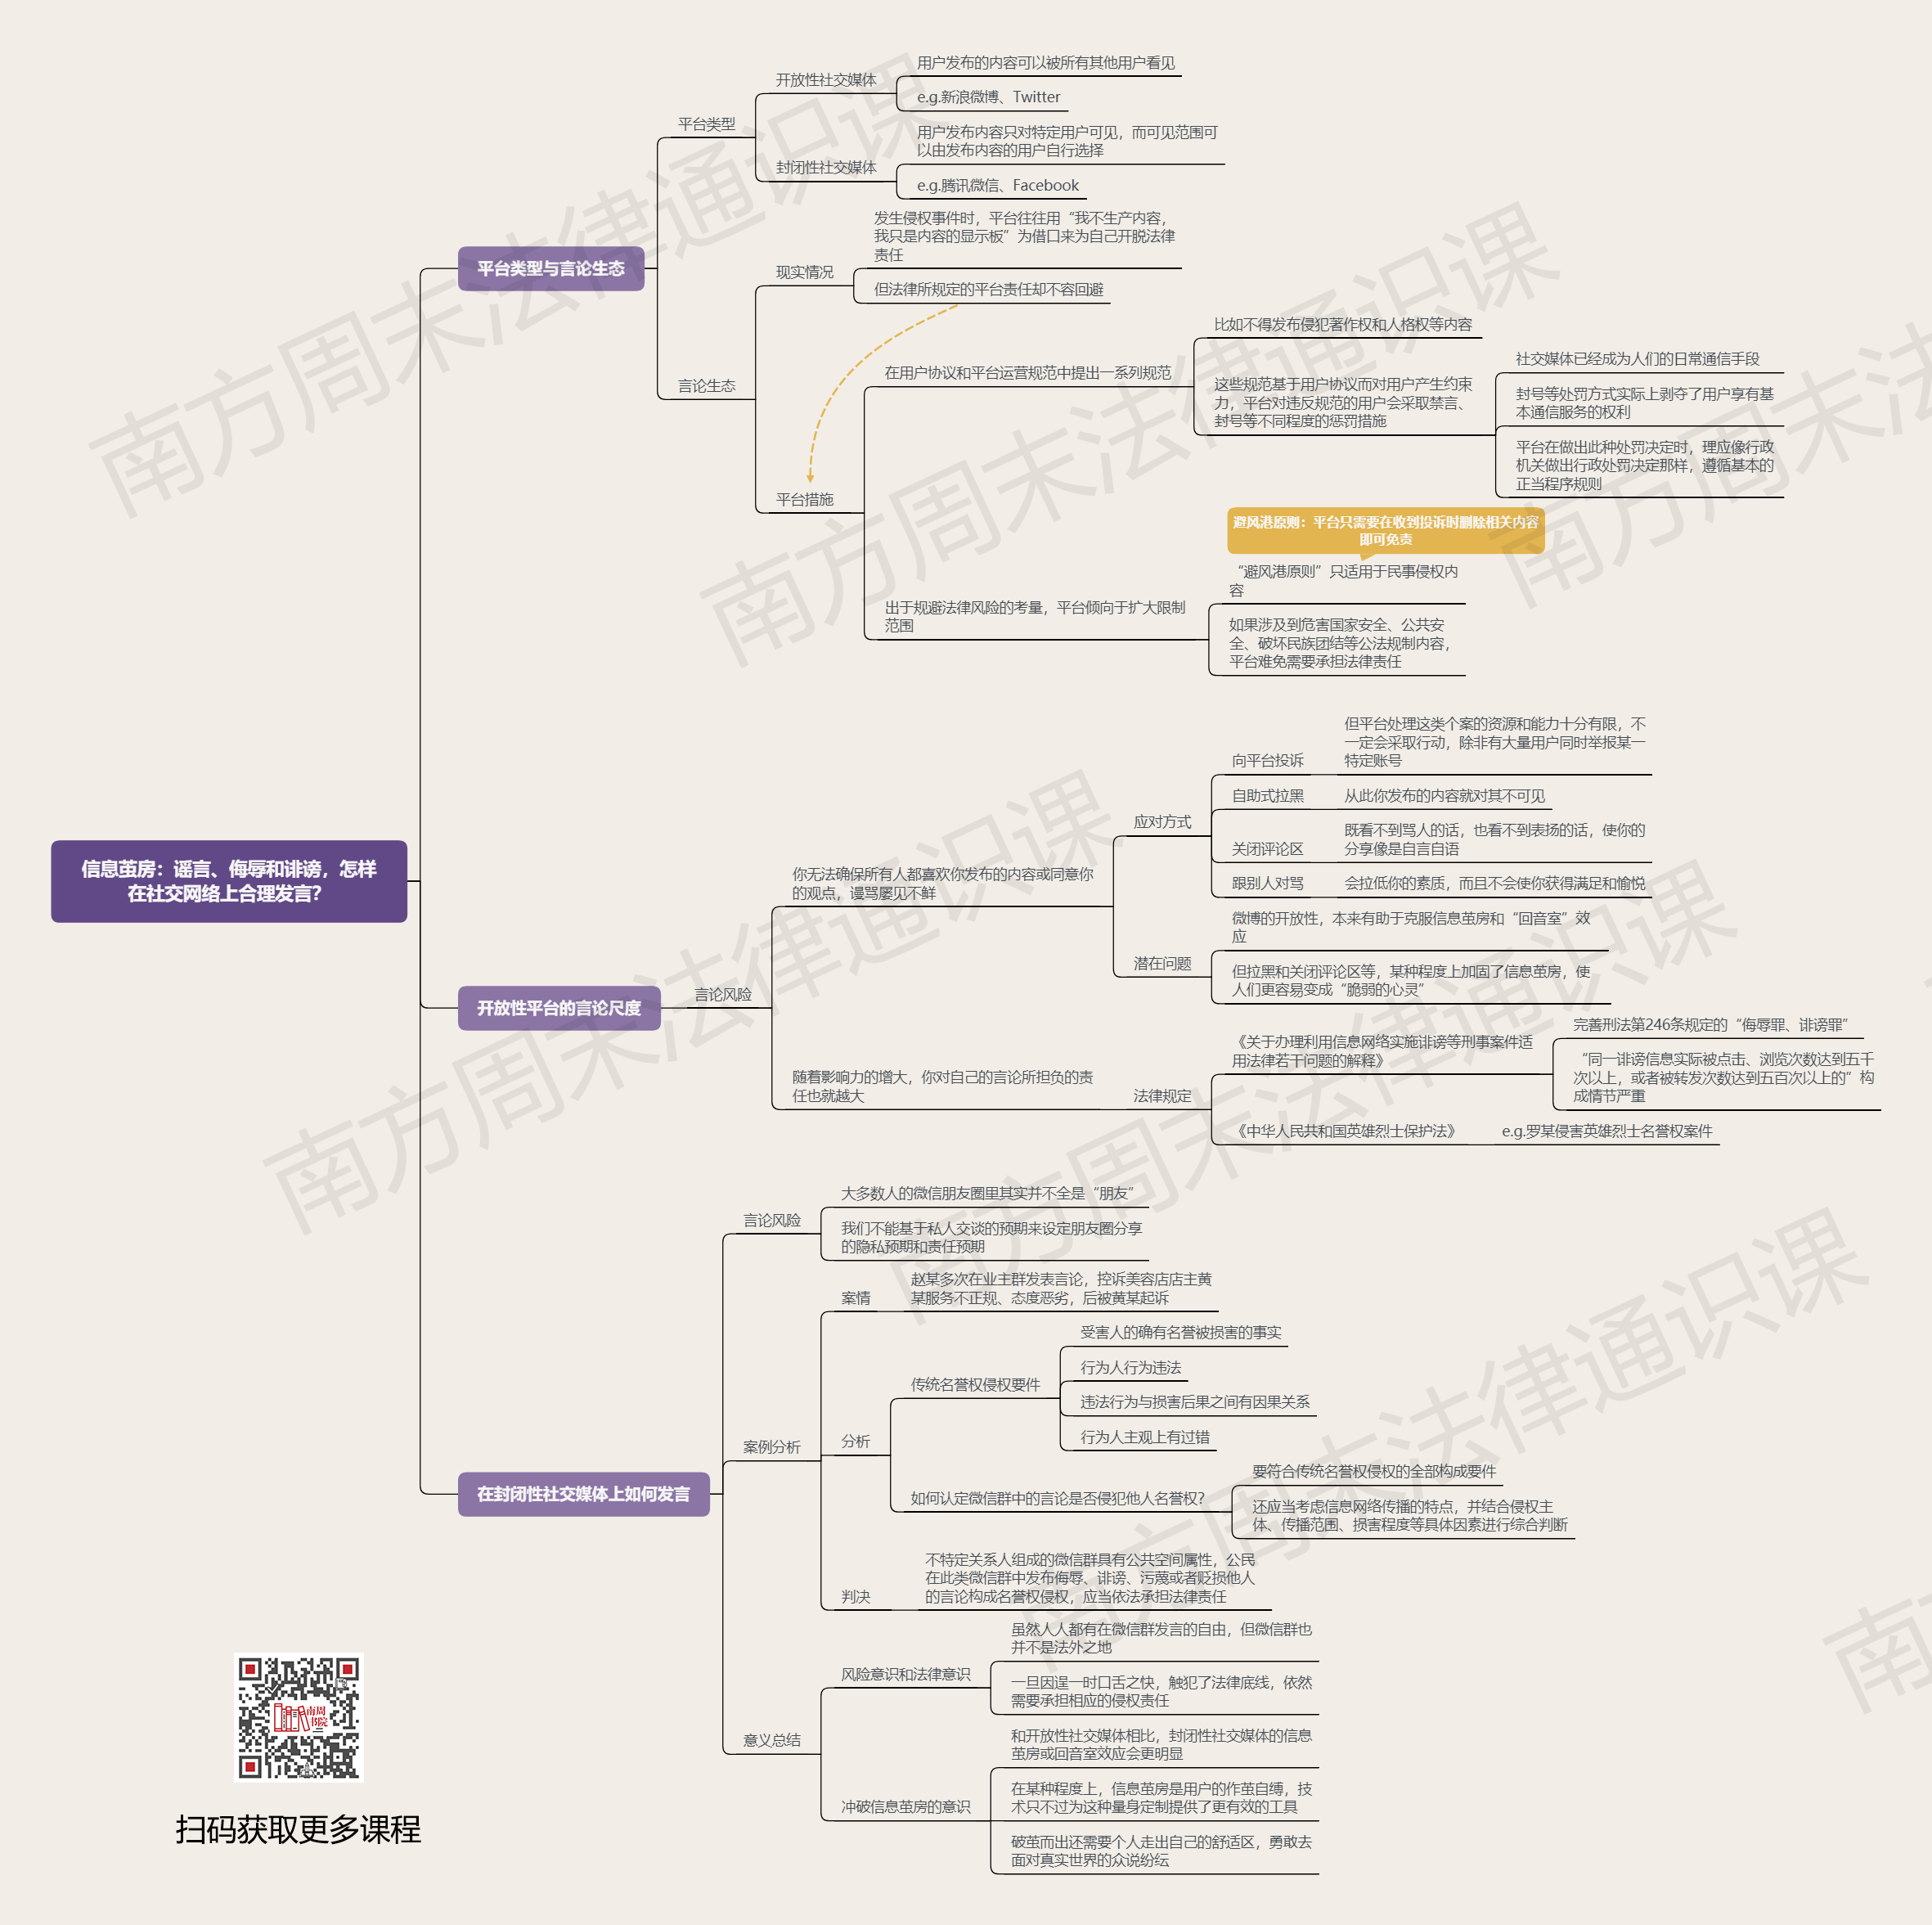 信息茧房：谣言、侮辱和诽谤，怎样
在社交网络上合理发言？
平台类型与言论生态
平台类型
开放性社交媒体
用户发布的内容可以被所有其他用户看见
e.g.新浪微博、Twitter
封闭性社交媒体
用户发布内容只对特定用户可见，而可见范围可
以由发布内容的用户自行选择
e.g.腾讯微信、Facebook
言论生态
现实情况
发生侵权事件时，平台往往用“我不生产内容，
我只是内容的显示板”为借口来为自己开脱法律
责任
但法律所规定的平台责任却不容回避
平台措施
在用户协议和平台运营规范中提出一系列规范
比如不得发布侵犯著作权和人格权等内容
这些规范基于用户协议而对用户产生约束
力，平台对违反规范的用户会采取禁言、
封号等不同程度的惩罚措施
社交媒体已经成为人们的日常通信手段
封号等处罚方式实际上剥夺了用户享有基
本通信服务的权利
平台在做出此种处罚决定时，理应像行政
机关做出行政处罚决定那样，遵循基本的
正当程序规则
出于规避法律风险的考量，平台倾向于扩大限制
范围
避风港原则：平台只需要在收到投诉时删除相关内容
即可免责
“避风港原则”只适用于民事侵权内
容
如果涉及到危害国家安全、公共安
全、破坏民族团结等公法规制内容，
平台难免需要承担法律责任
开放性平台的言论尺度
言论风险
你无法确保所有人都喜欢你发布的内容或同意你
的观点，谩骂屡见不鲜
应对方式
向平台投诉
但平台处理这类个案的资源和能力十分有限，不
一定会采取行动，除非有大量用户同时举报某一
特定账号
自助式拉黑
从此你发布的内容就对其不可见
关闭评论区
既看不到骂人的话，也看不到表扬的话，使你的
分享像是自言自语
跟别人对骂
会拉低你的素质，而且不会使你获得满足和愉悦
潜在问题
微博的开放性，本来有助于克服信息茧房和“回音室”效
应
但拉黑和关闭评论区等，某种程度上加固了信息茧房，使
人们更容易变成“脆弱的心灵”
随着影响力的增大，你对自己的言论所担负的责
任也就越大
法律规定
《关于办理利用信息网络实施诽谤等刑事案件适
用法律若干问题的解释》
完善刑法第246条规定的“侮辱罪、诽谤罪”
“同一诽谤信息实际被点击、浏览次数达到五千
次以上，或者被转发次数达到五百次以上的”构
成情节严重
《中华人民共和国英雄烈士保护法》
e.g.罗某侵害英雄烈士名誉权案件
在封闭性社交媒体上如何发言
言论风险
大多数人的微信朋友圈里其实并不全是“朋友”
我们不能基于私人交谈的预期来设定朋友圈分享
的隐私预期和责任预期
案例分析
案情
赵某多次在业主群发表言论，控诉美容店店主黄
某服务不正规、态度恶劣，后被黄某起诉
分析
传统名誉权侵权要件
受害人的确有名誉被损害的事实
行为人行为违法
违法行为与损害后果之间有因果关系
行为人主观上有过错
如何认定微信群中的言论是否侵犯他人名誉权？
要符合传统名誉权侵权的全部构成要件
还应当考虑信息网络传播的特点，并结合侵权主
体、传播范围、损害程度等具体因素进行综合判断
判决
不特定关系人组成的微信群具有公共空间属性，公民
在此类微信群中发布侮辱、诽谤、污蔑或者贬损他人
的言论构成名誉权侵权，应当依法承担法律责任
意义总结
风险意识和法律意识
虽然人人都有在微信群发言的自由，但微信群也
并不是法外之地
一旦因逞一时口舌之快，触犯了法律底线，依然
需要承担相应的侵权责任
冲破信息茧房的意识
和开放性社交媒体相比，封闭性社交媒体的信息
茧房或回音室效应会更明显
在某种程度上，信息茧房是用户的作茧自缚，技
术只不过为这种量身定制提供了更有效的工具
破茧而出还需要个人走出自己的舒适区，勇敢去
面对真实世界的众说纷纭
南周
书院
扫码获取更多课程
南方周末法律通识课
南方周末法律通识课
南方周末法
南方周末法律通识课
南方周末法律通识课
南方周末法律通识课
南方